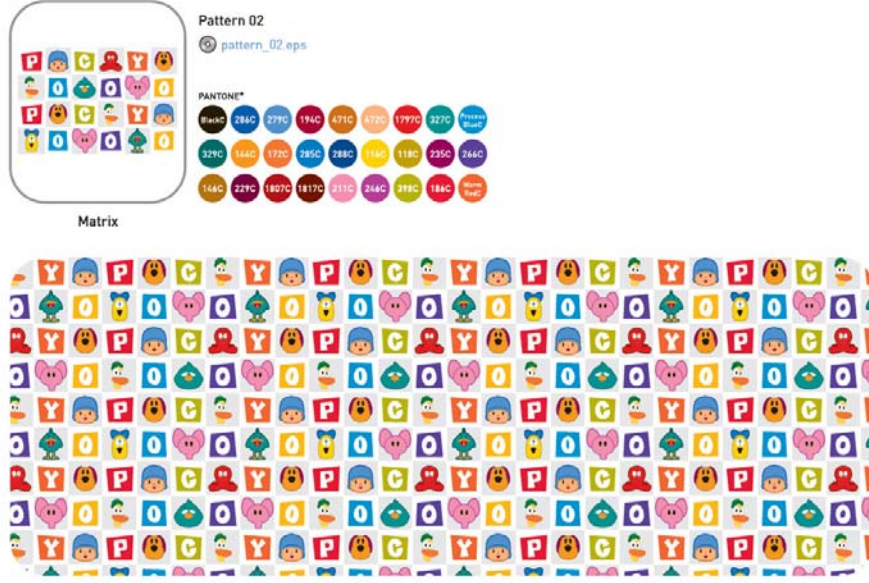 Pattern 02
pattern_02.eps
PANTONE*
BlackC 286C 279C 194C 471C 472C 1797C 327C Process BlueC
329C 144C 172C 285C 288C 116C 118C 235C 266C
146C 229C 1807C 1817C 211C 246C 398C 186C Warm RedC
P C Y
O O O
P C Y
O O O
Matrix
Y P C Y P C Y P C Y P C
O O O O O O O O O O O O O
Y P C Y P C Y P C Y P C
O O O O O O O O O O O O O
Y P C Y P C Y P C Y P C
O O O O O O O O O O O O O
Y P C Y P C Y P C Y P C
O O O O O O O O O O O O O
Y P C Y P C Y P C Y P C